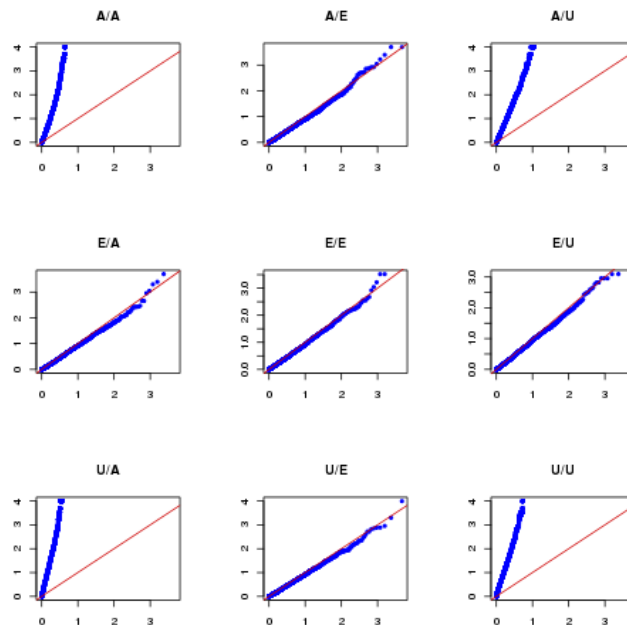 A/A A/E A/U
4 3 2 1 0 3 2 1 0 4 3 2 1 0
0 1 2 3 0 1 2 3 0 1 2 3
E/A E/E E/U
3 2 1 0 3.0 2.0 1.0 0.0 3.0 2.0 1.0 0.0
0 1 2 3 0 1 2 3 0 1 2 3
U/A U/E U/U
4 3 2 1 0 4 3 2 1 0 4 3 2 1 0
0 1 2 3 0 1 2 3 0 1 2 3